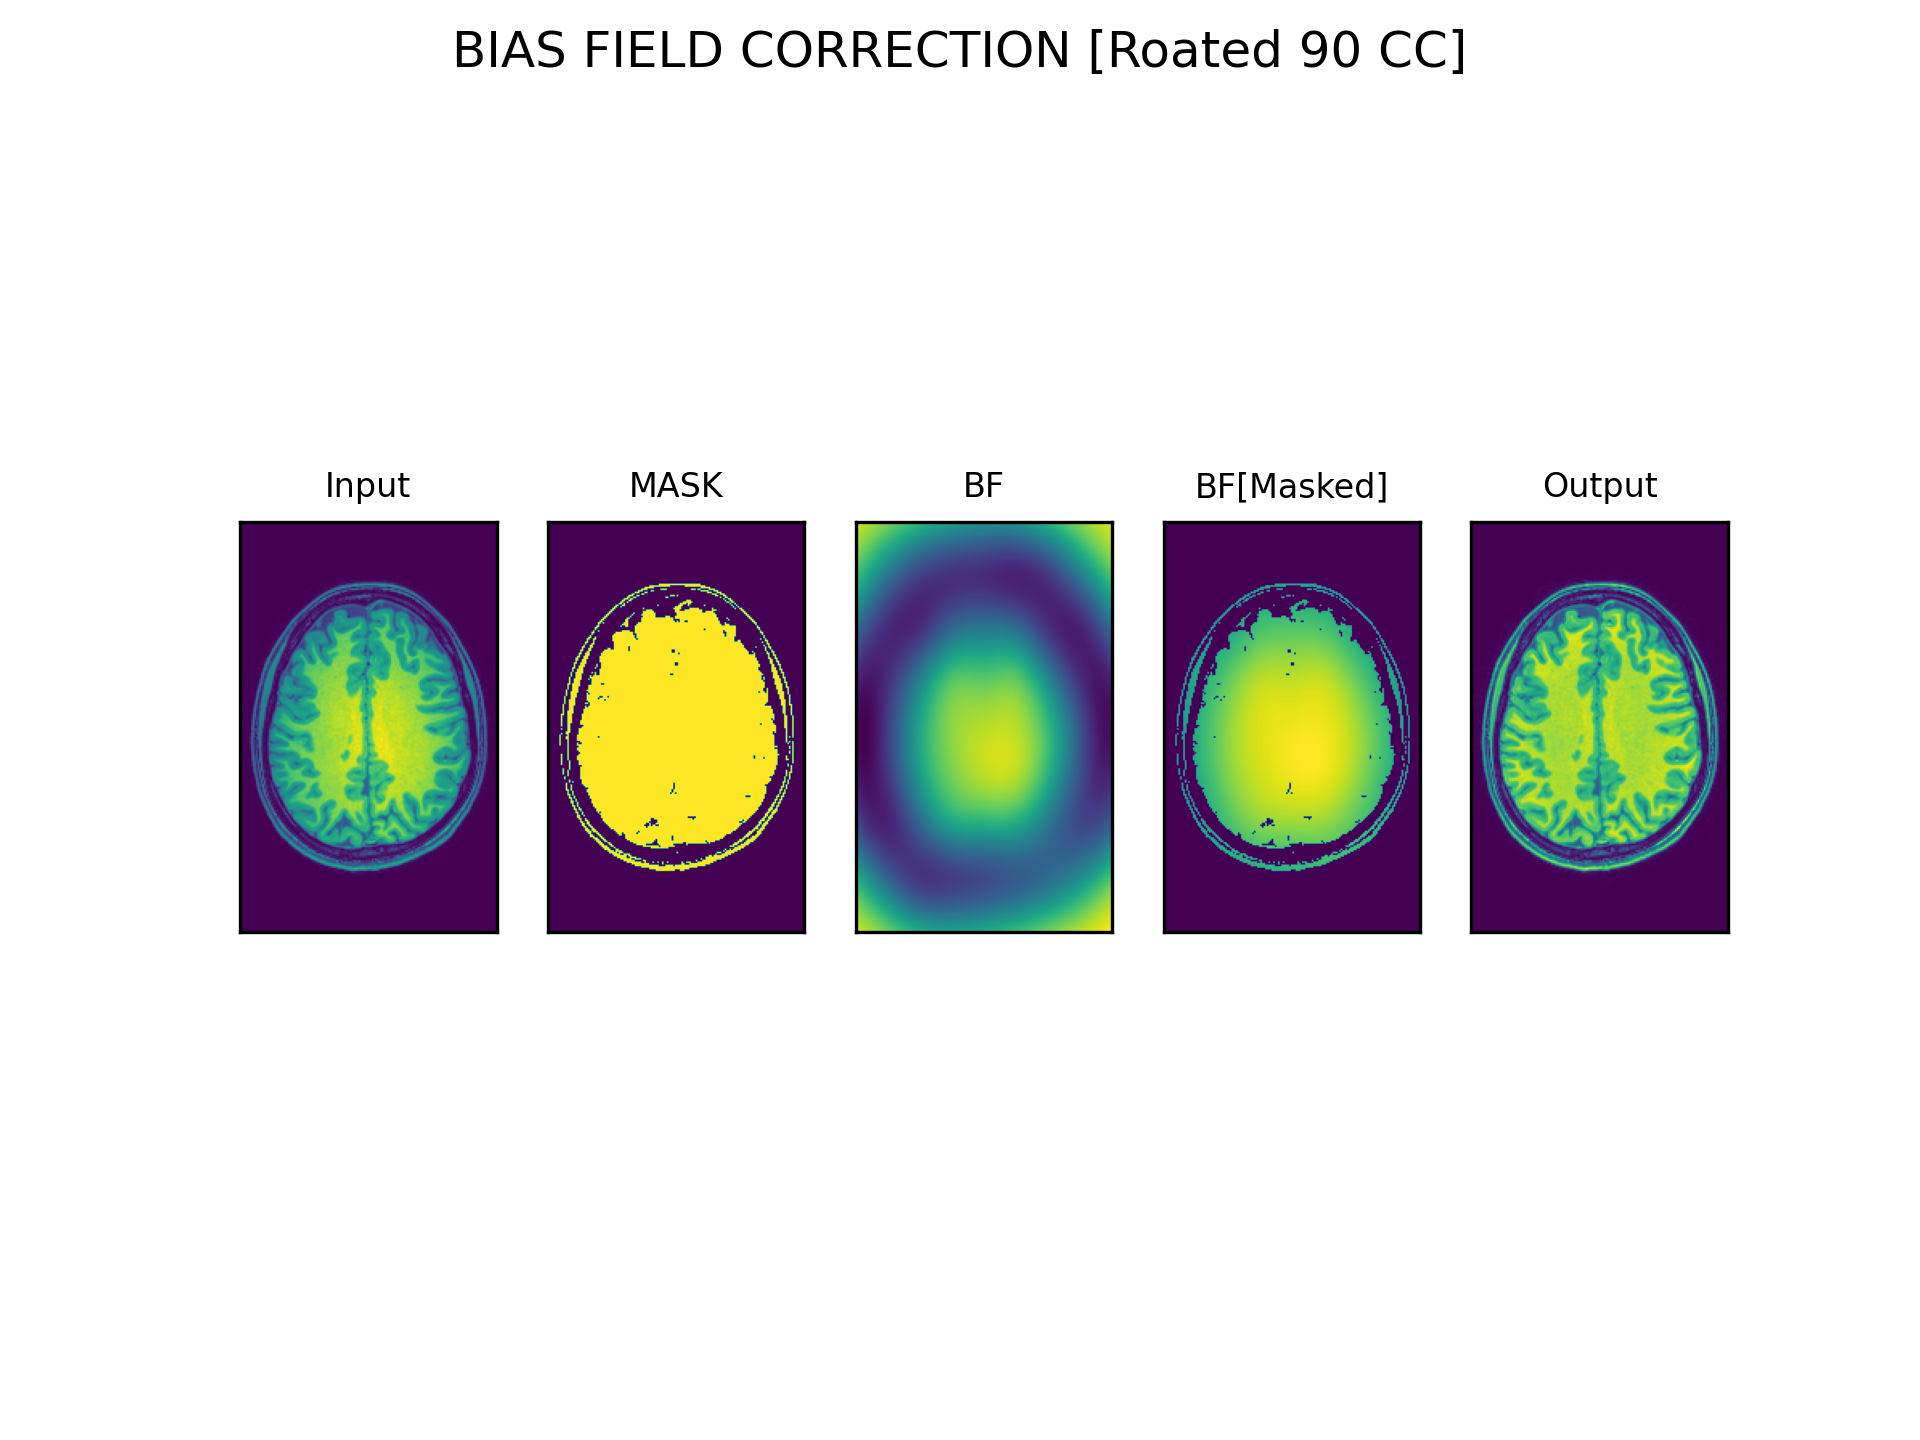 BIAS FIELD CORRECTION [Roated 90 CC]
Input
MASK
BF
BF[Masked]
Output